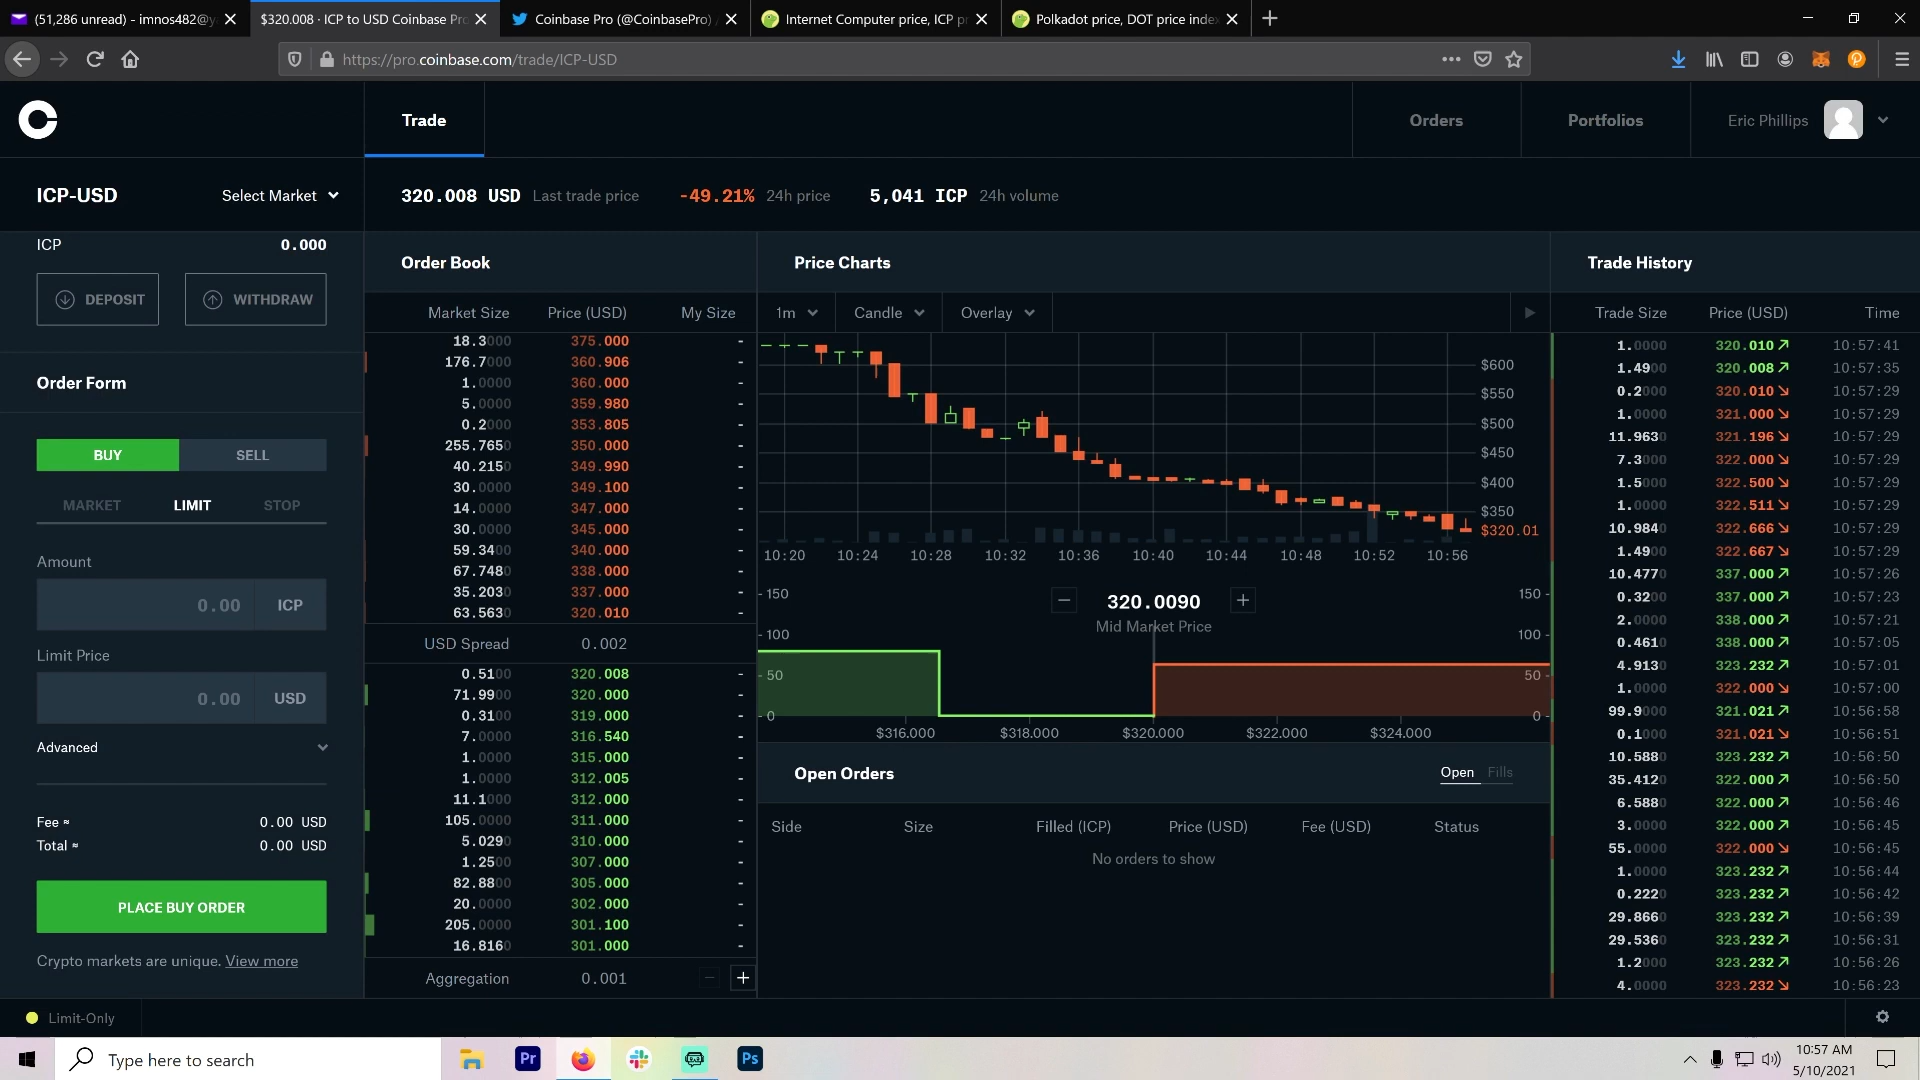 (51,286 unread) - imnos482@y
$320.008 · ICP to USD Coinbase Pro
Coinbase Pro (@CoinbasePro) /
Internet Computer price, ICP pr
Polkadot price, DOT price index
https://pro.coinbase.com/trade/ICP-USD
Trade
Orders
Portfolios
Eric Phillips
ICP-USD
Select Market
320.008 USD Last trade price
-49.21% 24h price
5,041 ICP 24h volume
ICP 0.000
DEPOSIT
WITHDRAW
Order Form
BUY
SELL
MARKET
LIMIT
STOP
Amount
0.00 ICP
Limit Price
0.00 USD
Advanced
Fee ≈ 0.00 USD
Total ≈ 0.00 USD
PLACE BUY ORDER
Crypto markets are unique. View more
Limit-Only
Order Book
Market Size Price (USD) My Size
18.3000 375.000 -
176.7000 360.906 -
1.0000 360.000 -
5.0000 359.980 -
0.2000 353.805 -
255.7650 350.000 -
40.2150 349.990 -
30.0000 349.100 -
14.0000 347.000 -
30.0000 345.000 -
59.3400 340.000 -
67.7480 338.000 -
35.2030 337.000 -
63.5630 320.010 -
USD Spread 0.002
0.5100 320.008 -
71.9900 320.000 -
0.3100 319.000 -
7.0000 316.540 -
1.0000 315.000 -
1.0000 312.005 -
11.1000 312.000 -
105.0000 311.000 -
5.0290 310.000 -
1.2500 307.000 -
82.8800 305.000 -
20.0000 302.000 -
205.0000 301.100 -
16.8160 301.000 -
Aggregation 0.001 − +
Price Charts
1m
Candle
Overlay
$600
$550
$500
$450
$400
$350
$320.01
10:20 10:24 10:28 10:32 10:36 10:40 10:44 10:48 10:52 10:56
- 150 150 -
− 320.0090 +
Mid Market Price
- 100 100 -
- 50 50 -
- 0 0 -
$316.000 $318.000 $320.000 $322.000 $324.000
Open Orders
Open Fills
Side Size Filled (ICP) Price (USD) Fee (USD) Status
No orders to show
Trade History
Trade Size Price (USD) Time
1.0000 320.010 ↗ 10:57:41
1.4900 320.008 ↗ 10:57:35
0.2000 320.010 ↘ 10:57:29
1.0000 321.000 ↘ 10:57:29
11.9630 321.196 ↘ 10:57:29
7.3000 322.000 ↘ 10:57:29
1.5000 322.500 ↘ 10:57:29
1.0000 322.511 ↘ 10:57:29
10.9840 322.666 ↘ 10:57:29
1.4900 322.667 ↘ 10:57:29
10.4770 337.000 ↗ 10:57:26
0.3200 337.000 ↗ 10:57:23
2.0000 338.000 ↗ 10:57:21
0.4610 338.000 ↗ 10:57:05
4.9130 323.232 ↗ 10:57:01
1.0000 322.000 ↘ 10:57:00
99.9000 321.021 ↗ 10:56:58
0.1000 321.021 ↘ 10:56:51
10.5880 323.232 ↗ 10:56:50
35.4120 322.000 ↗ 10:56:50
6.5880 322.000 ↗ 10:56:46
3.0000 322.000 ↗ 10:56:45
55.0000 322.000 ↘ 10:56:45
1.0000 323.232 ↗ 10:56:44
0.2220 323.232 ↗ 10:56:42
29.8660 323.232 ↗ 10:56:39
29.5360 323.232 ↗ 10:56:31
1.2000 323.232 ↗ 10:56:26
4.0000 323.232 ↘ 10:56:23
Type here to search
Pr
Ps
10:57 AM
5/10/2021